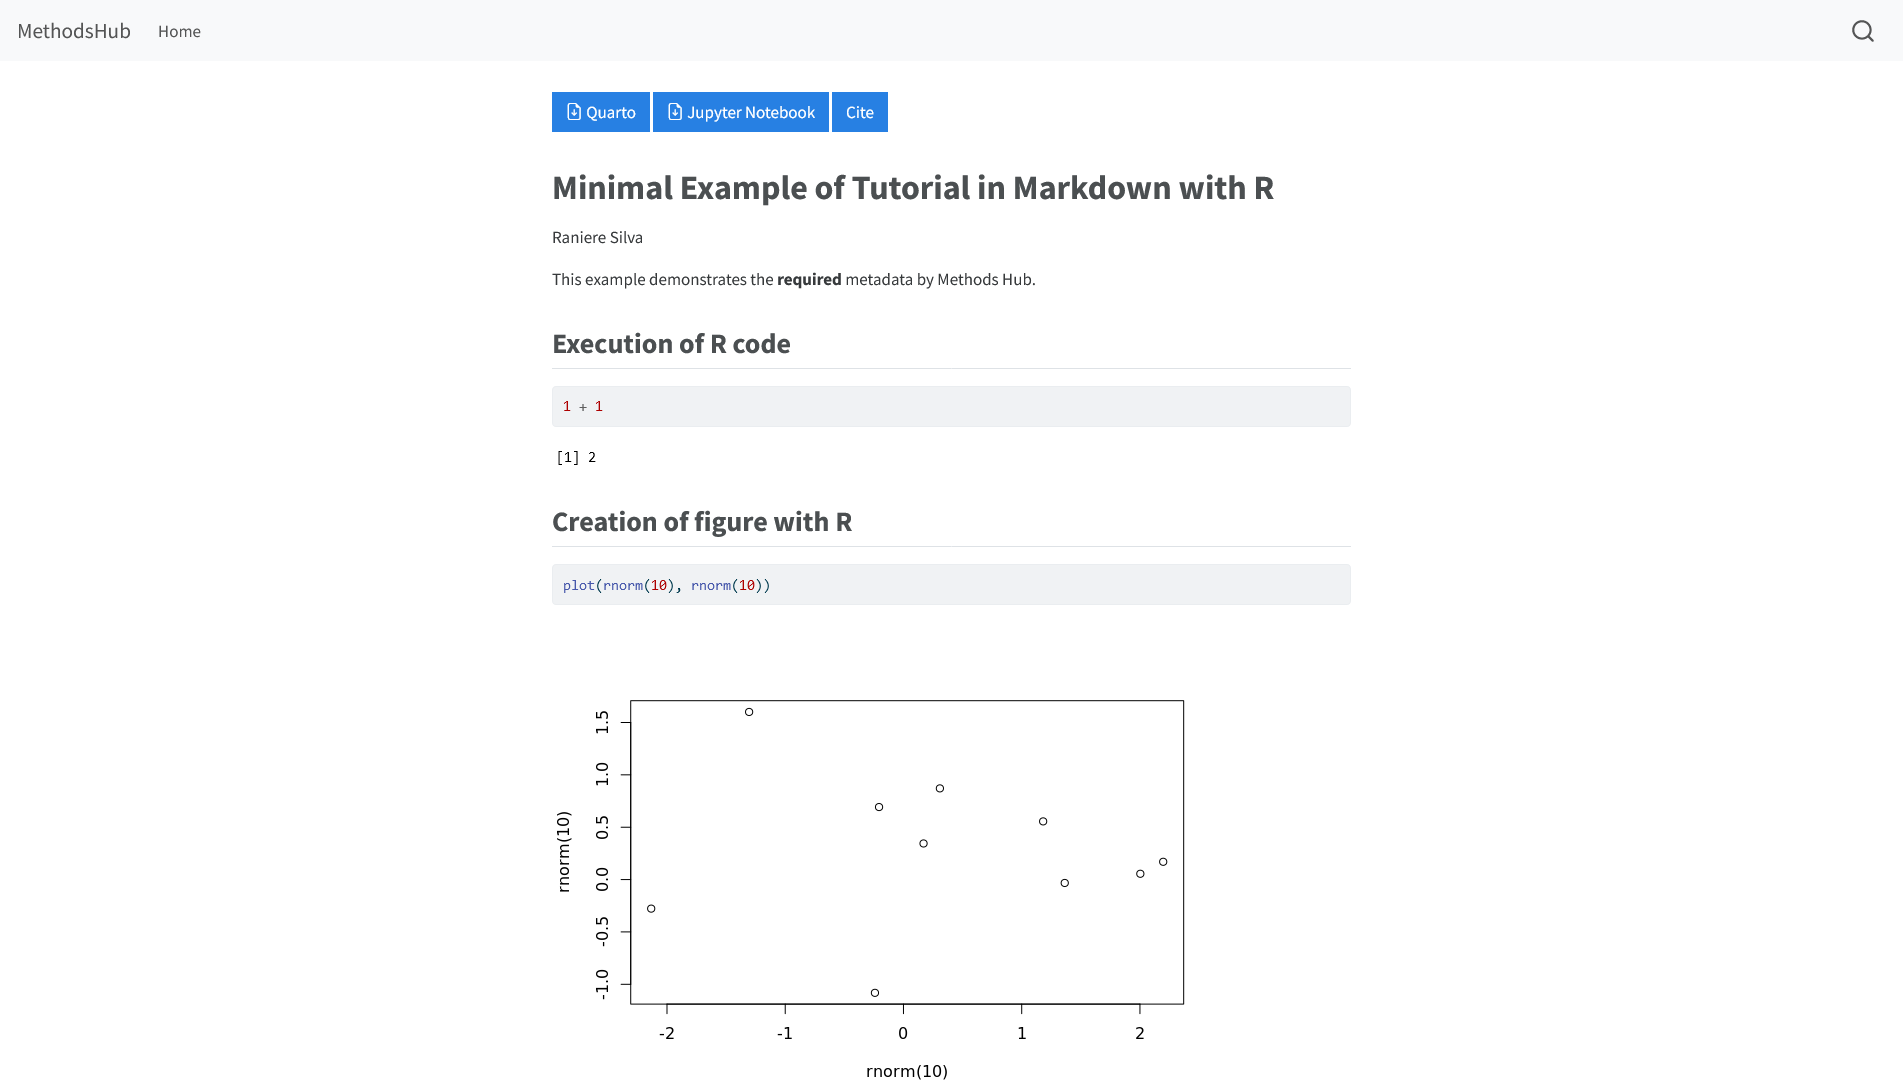 MethodsHub Home
Quarto Jupyter Notebook Cite
Minimal Example of Tutorial in Markdown with R
Raniere Silva
This example demonstrates the required metadata by Methods Hub.
Execution of R code
1 + 1
[1] 2
Creation of figure with R
plot(rnorm(10), rnorm(10))
1.5
1.0
0.5
0.0
-0.5
-1.0
rnorm(10)
-2 -1 0 1 2
rnorm(10)